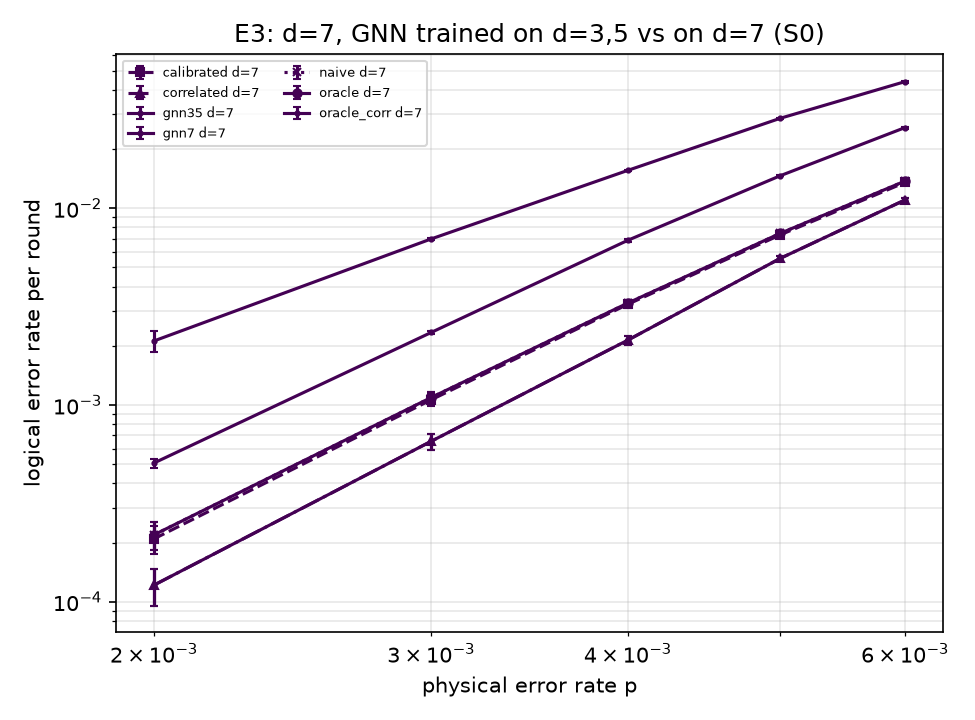 E3: d=7, GNN trained on d=3,5 vs on d=7 (S0)
calibrated d=7
correlated d=7
gnn35 d=7
gnn7 d=7
naive d=7
oracle d=7
oracle_corr d=7
logical error rate per round
10⁻²
10⁻³
10⁻⁴
2 × 10⁻³
3 × 10⁻³
4 × 10⁻³
6 × 10⁻³
physical error rate p